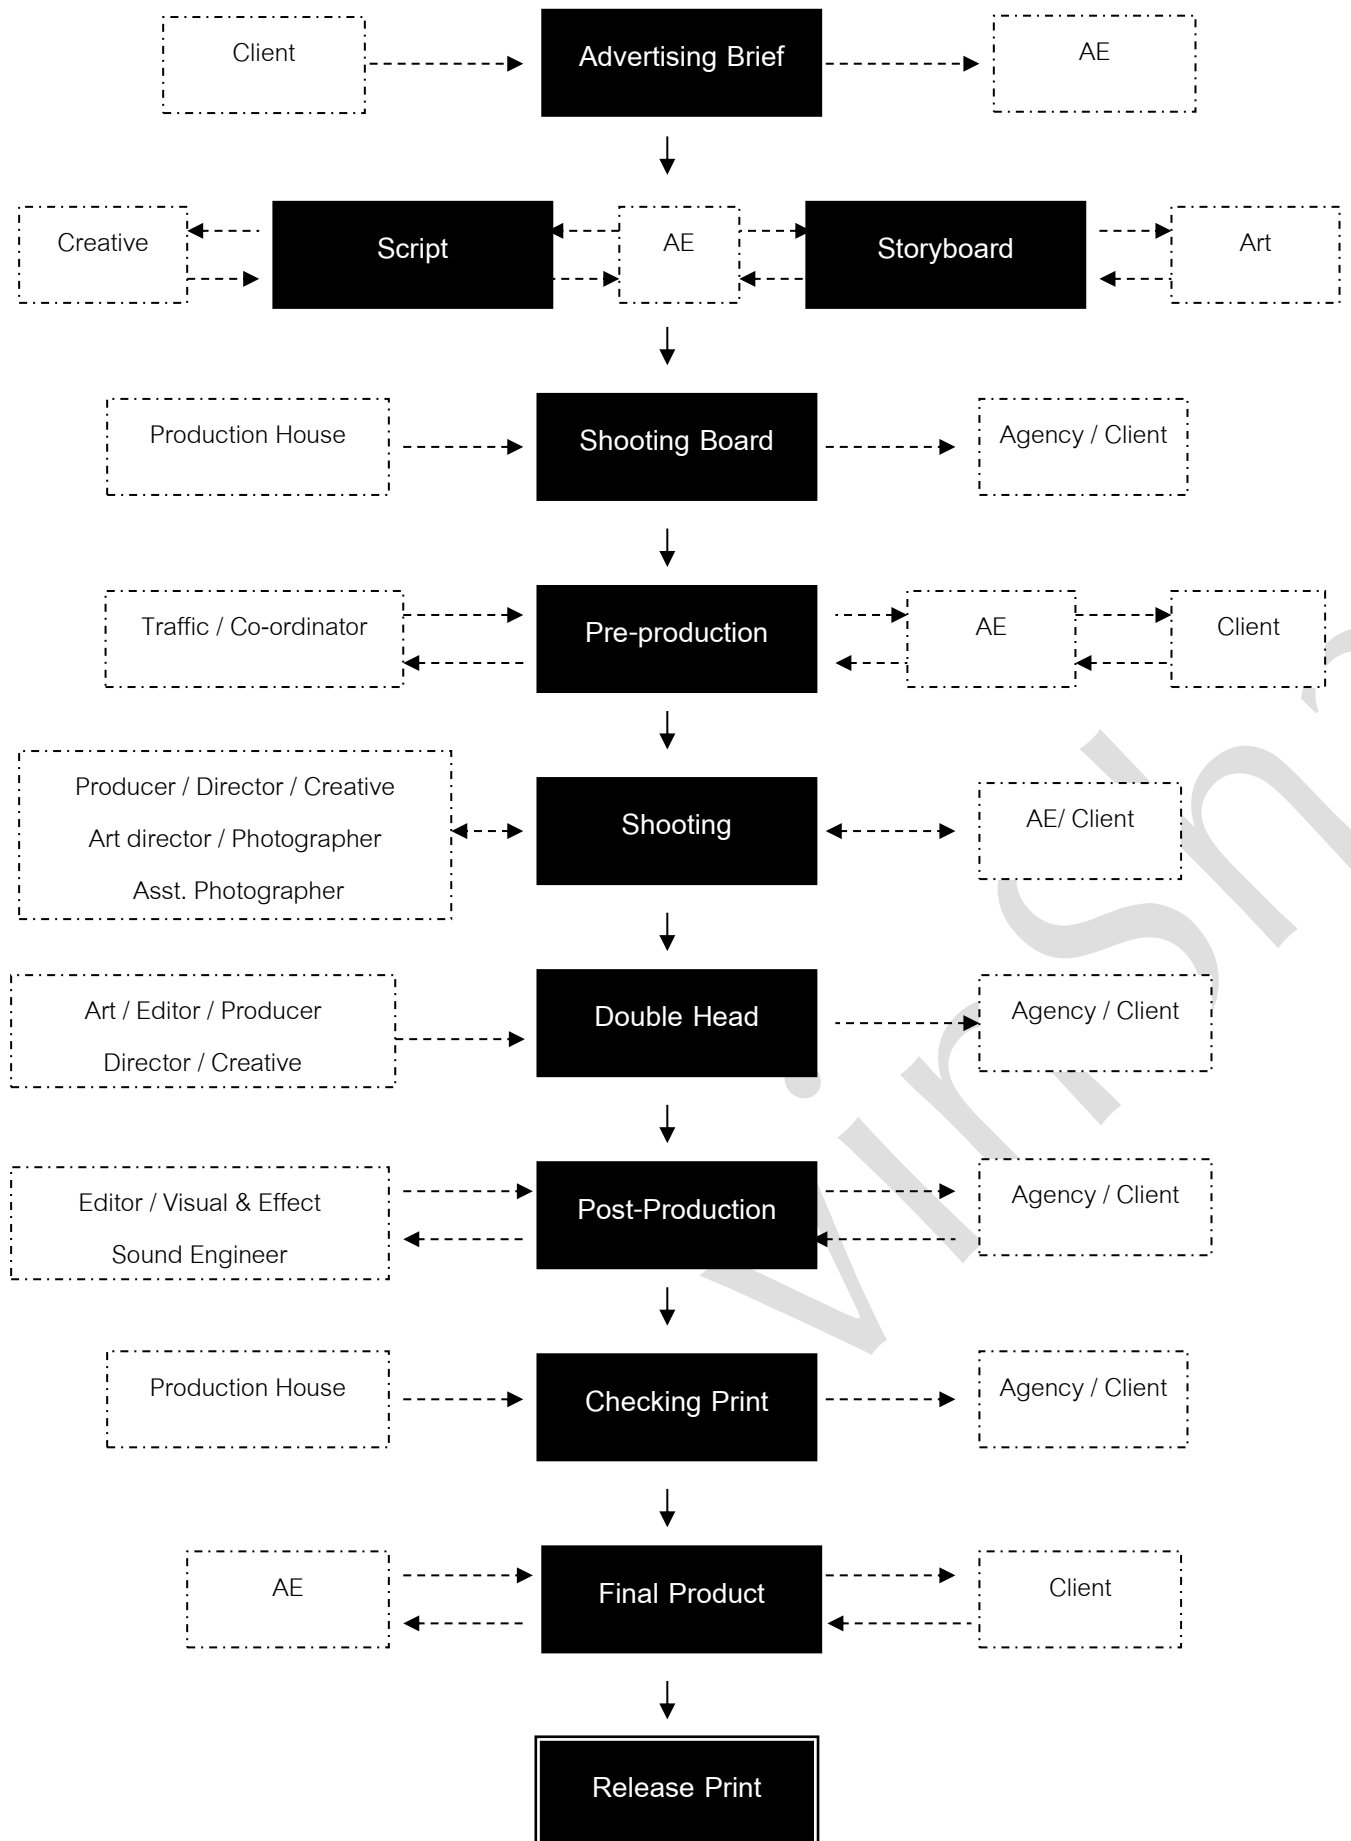 Client
Advertising Brief
AE
Creative
Script
AE
Storyboard
Art
Production House
Shooting Board
Agency / Client
Traffic / Co-ordinator
Pre-production
AE
Client
Producer / Director / Creative
Art director / Photographer
Asst. Photographer
Shooting
AE/ Client
Art / Editor / Producer
Director / Creative
Double Head
Agency / Client
Editor / Visual & Effect
Sound Engineer
Post-Production
Agency / Client
Production House
Checking Print
Agency / Client
AE
Final Product
Client
Release Print